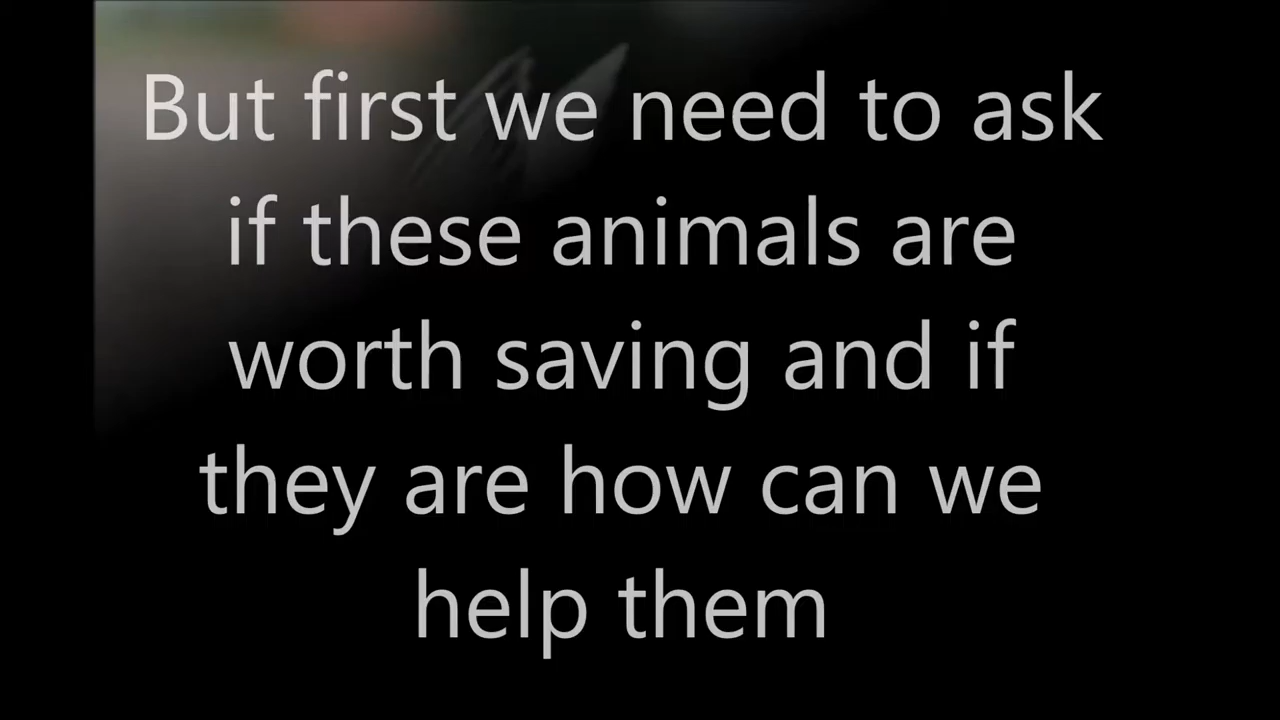 But first we need to ask
if these animals are
worth saving and if
they are how can we
help them